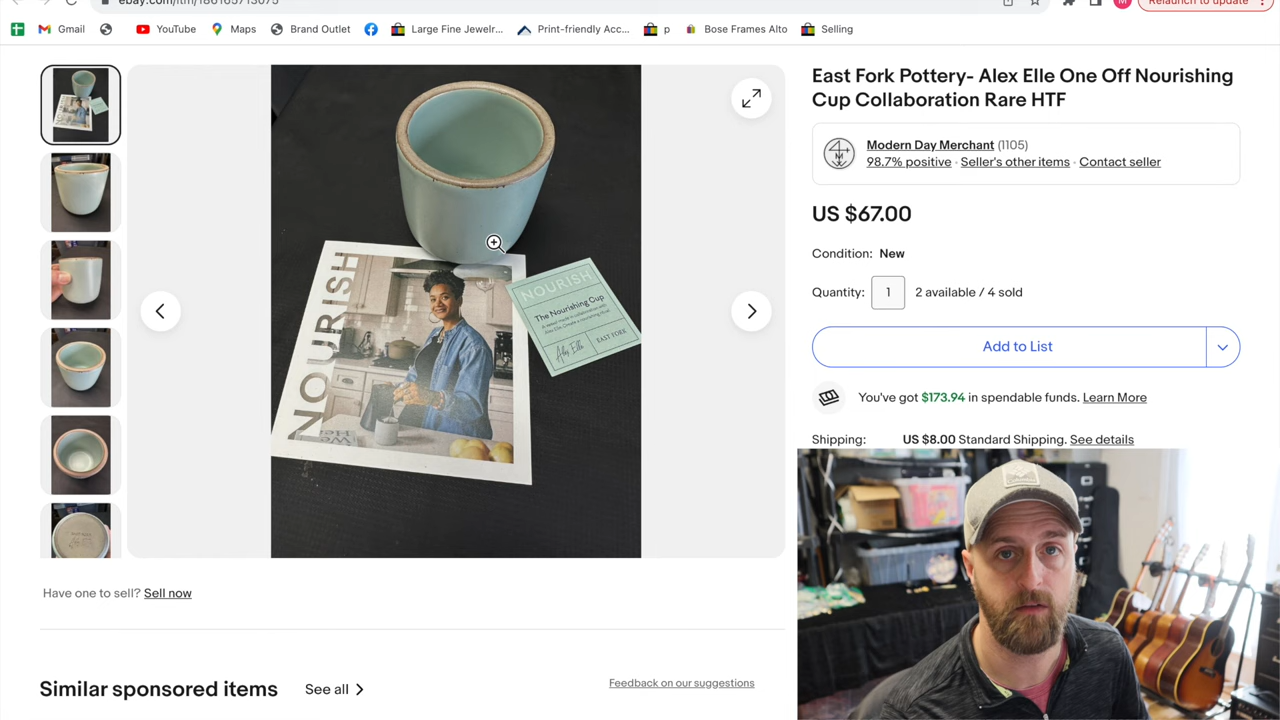 Relaunch to update
Gmail
YouTube
Maps
Brand Outlet
Large Fine Jewelr...
Print-friendly Acc...
p
Bose Frames Alto
Selling
East Fork Pottery- Alex Elle One Off Nourishing
Cup Collaboration Rare HTF
Modern Day Merchant (1105)
98.7% positive · Seller's other items · Contact seller
US $67.00
Condition: New
Quantity: 1 2 available / 4 sold
Add to List
You've got $173.94 in spendable funds. Learn More
Shipping: US $8.00 Standard Shipping. See details
NOURISH
NOURISH
The Nourishing Cup
Alex Elle
EAST FORK
Have one to sell? Sell now
Similar sponsored items See all
Feedback on our suggestions